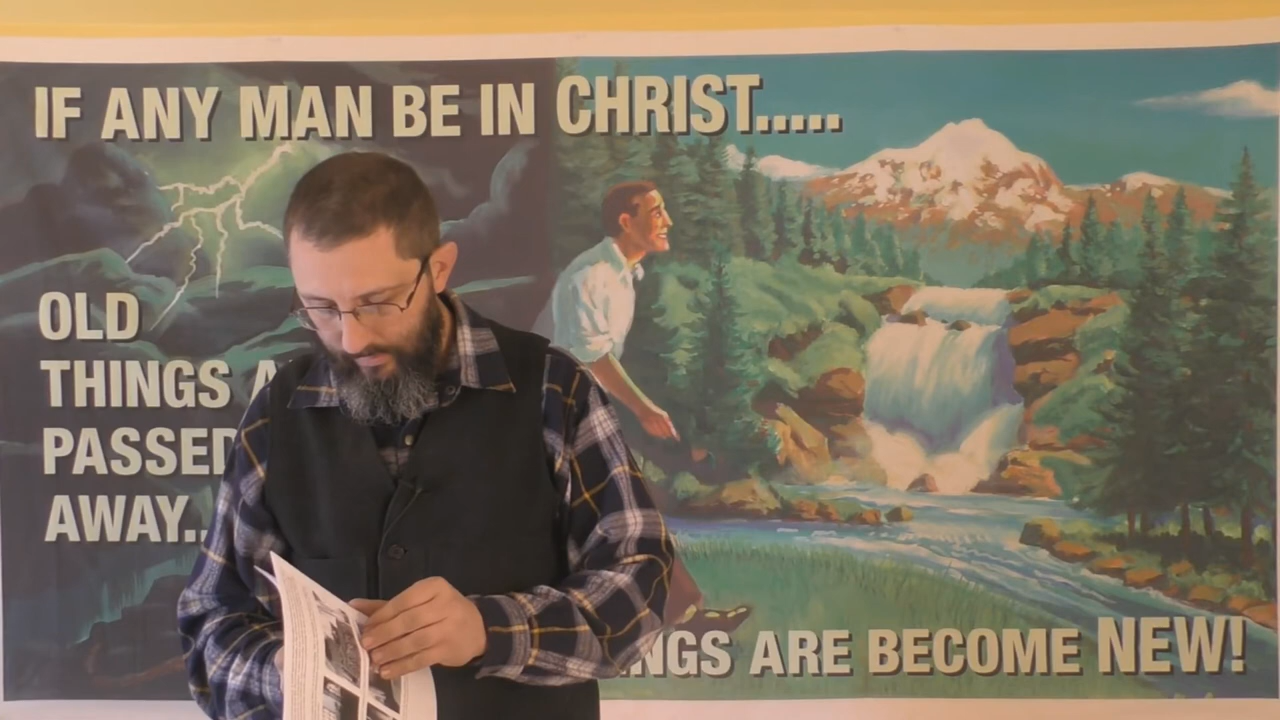 IF ANY MAN BE IN CHRIST.....
OLD
THINGS A
PASSED
AWAY..
NGS ARE BECOME NEW!